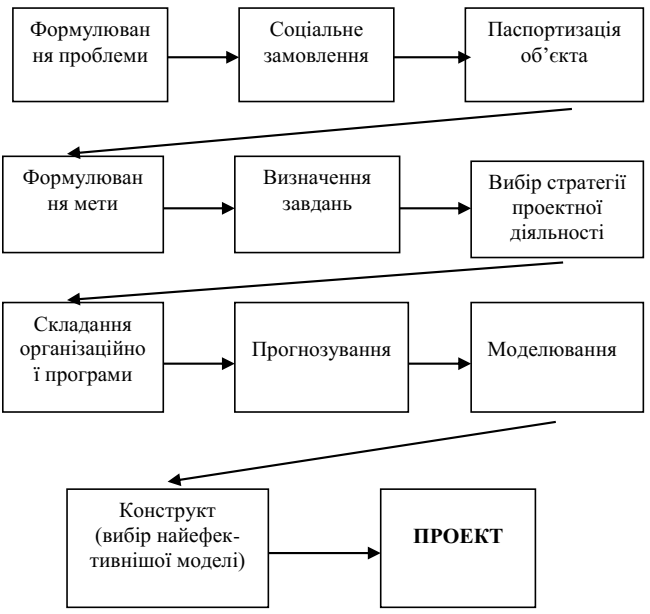 Формулюван
ня проблеми
Соціальне
замовлення
Паспортизація
об’єкта
Формулюван
ня мети
Визначення
завдань
Вибір стратегії
проектної
діяльності
Складання
організаційно
ї програми
Прогнозування
Моделювання
Конструкт
(вибір найефек-
тивнішої моделі)
ПРОЕКТ